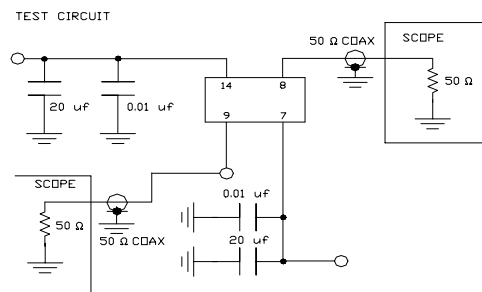 TEST CIRCUIT
50 Ω COAX
SCOPE
14
8
50 Ω
20 uf
0.01 uf
9
7
SCOPE
0.01 uf
50 Ω
50 Ω COAX
20 uf